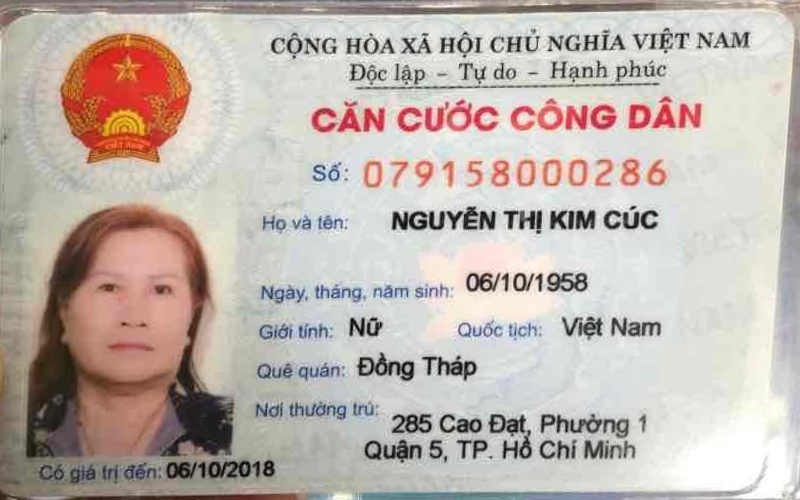 CỘNG HÒA XÃ HỘI CHỦ NGHĨA VIỆT NAM
Độc lập – Tự do – Hạnh phúc
CĂN CƯỚC CÔNG DÂN
Số: 079158000286
Họ và tên: NGUYỄN THỊ KIM CÚC
Ngày, tháng, năm sinh: 06/10/1958
Giới tính: Nữ Quốc tịch: Việt Nam
Quê quán: Đồng Tháp
Nơi thường trú: 285 Cao Đạt, Phường 1
Quận 5, TP. Hồ Chí Minh
Có giá trị đến: 06/10/2018
VIỆT NAM